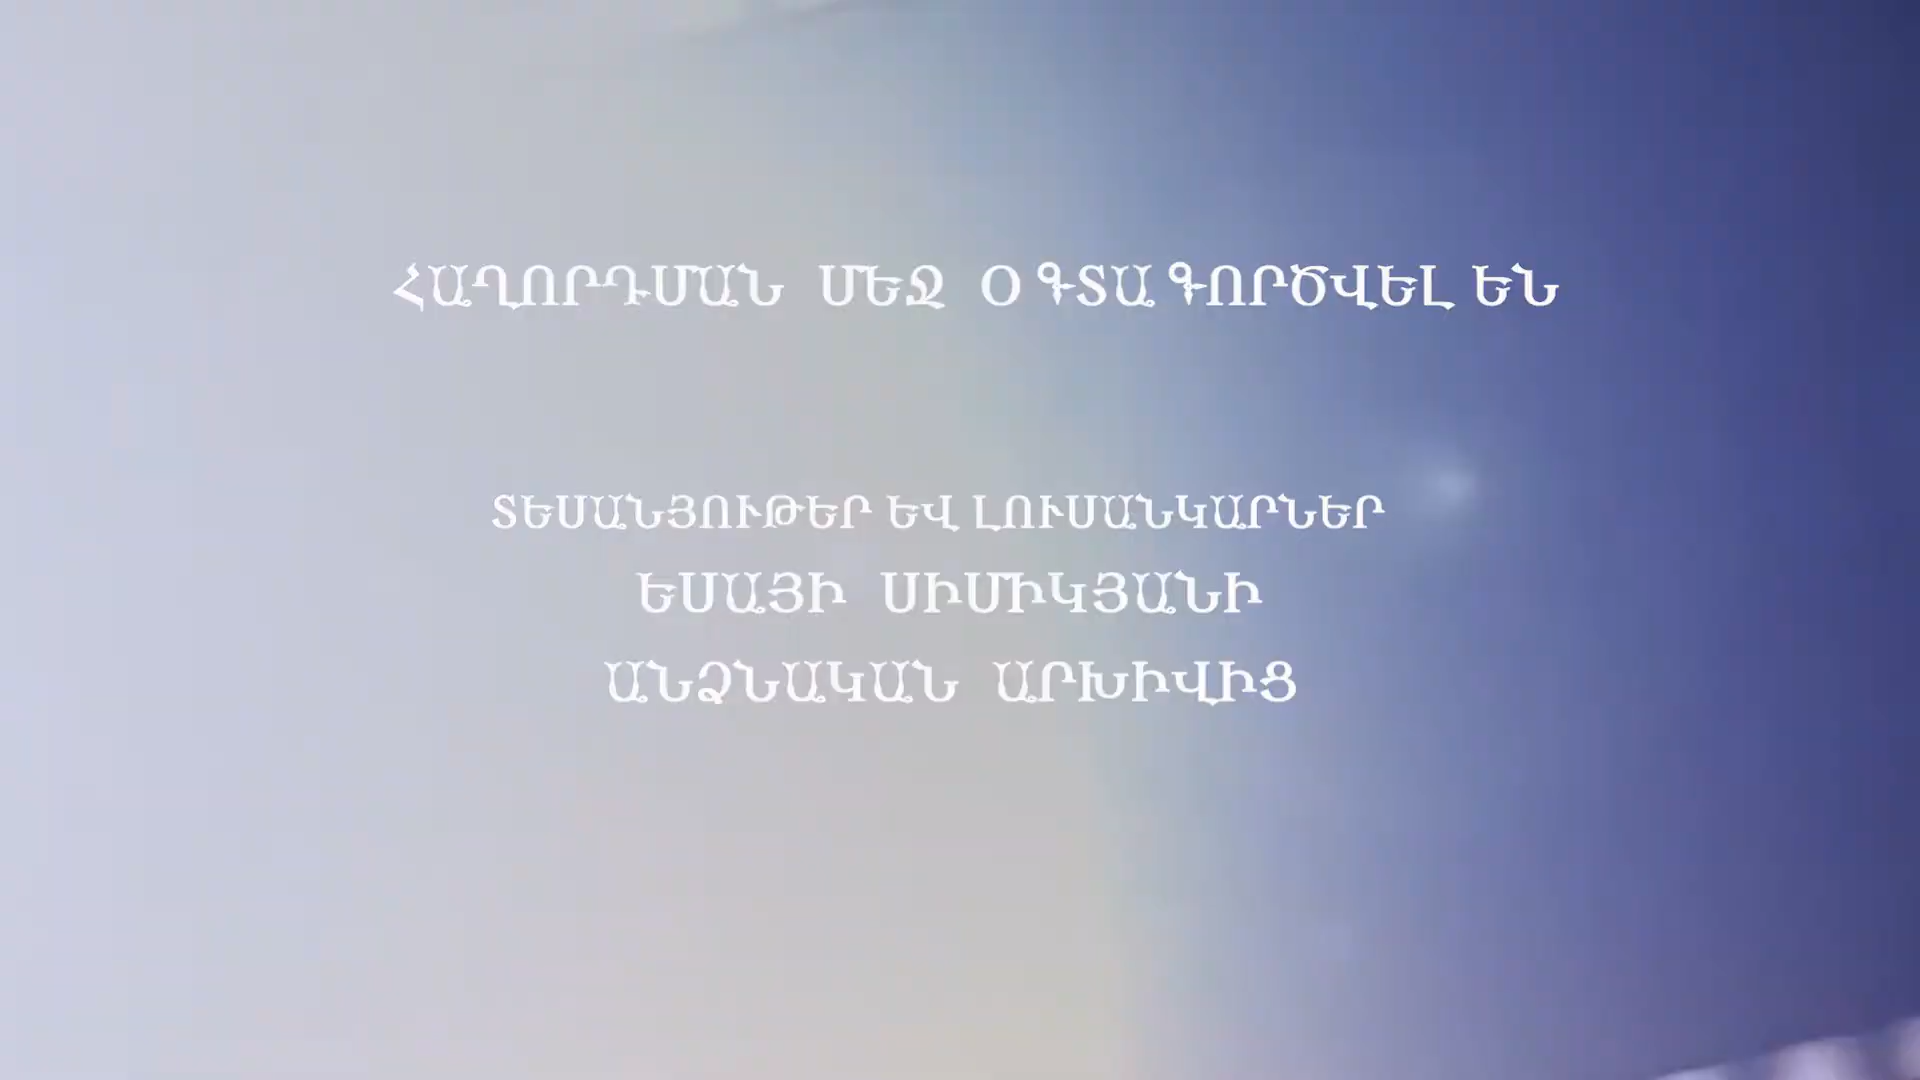 ՀԱՂՈՐԴՄԱՆ ՄԵՋ ՕԳՏԱԳՈՐԾՎԵԼ ԵՆ
ՏԵՍԱՆՅՈՒԹԵՐ ԵՎ ԼՈՒՍԱՆԿԱՐՆԵՐ
ԵՍԱՅԻ ՍԻՄԻԿՅԱՆԻ
ԱՆՁՆԱԿԱՆ ԱՐԽԻՎԻՑ